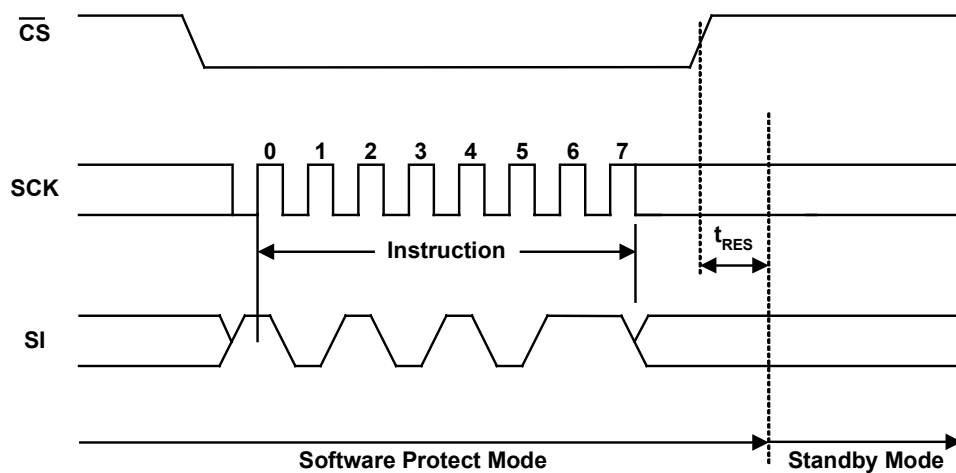 CS
0 1 2 3 4 5 6 7
SCK
tRES
Instruction
SI
Software Protect Mode Standby Mode